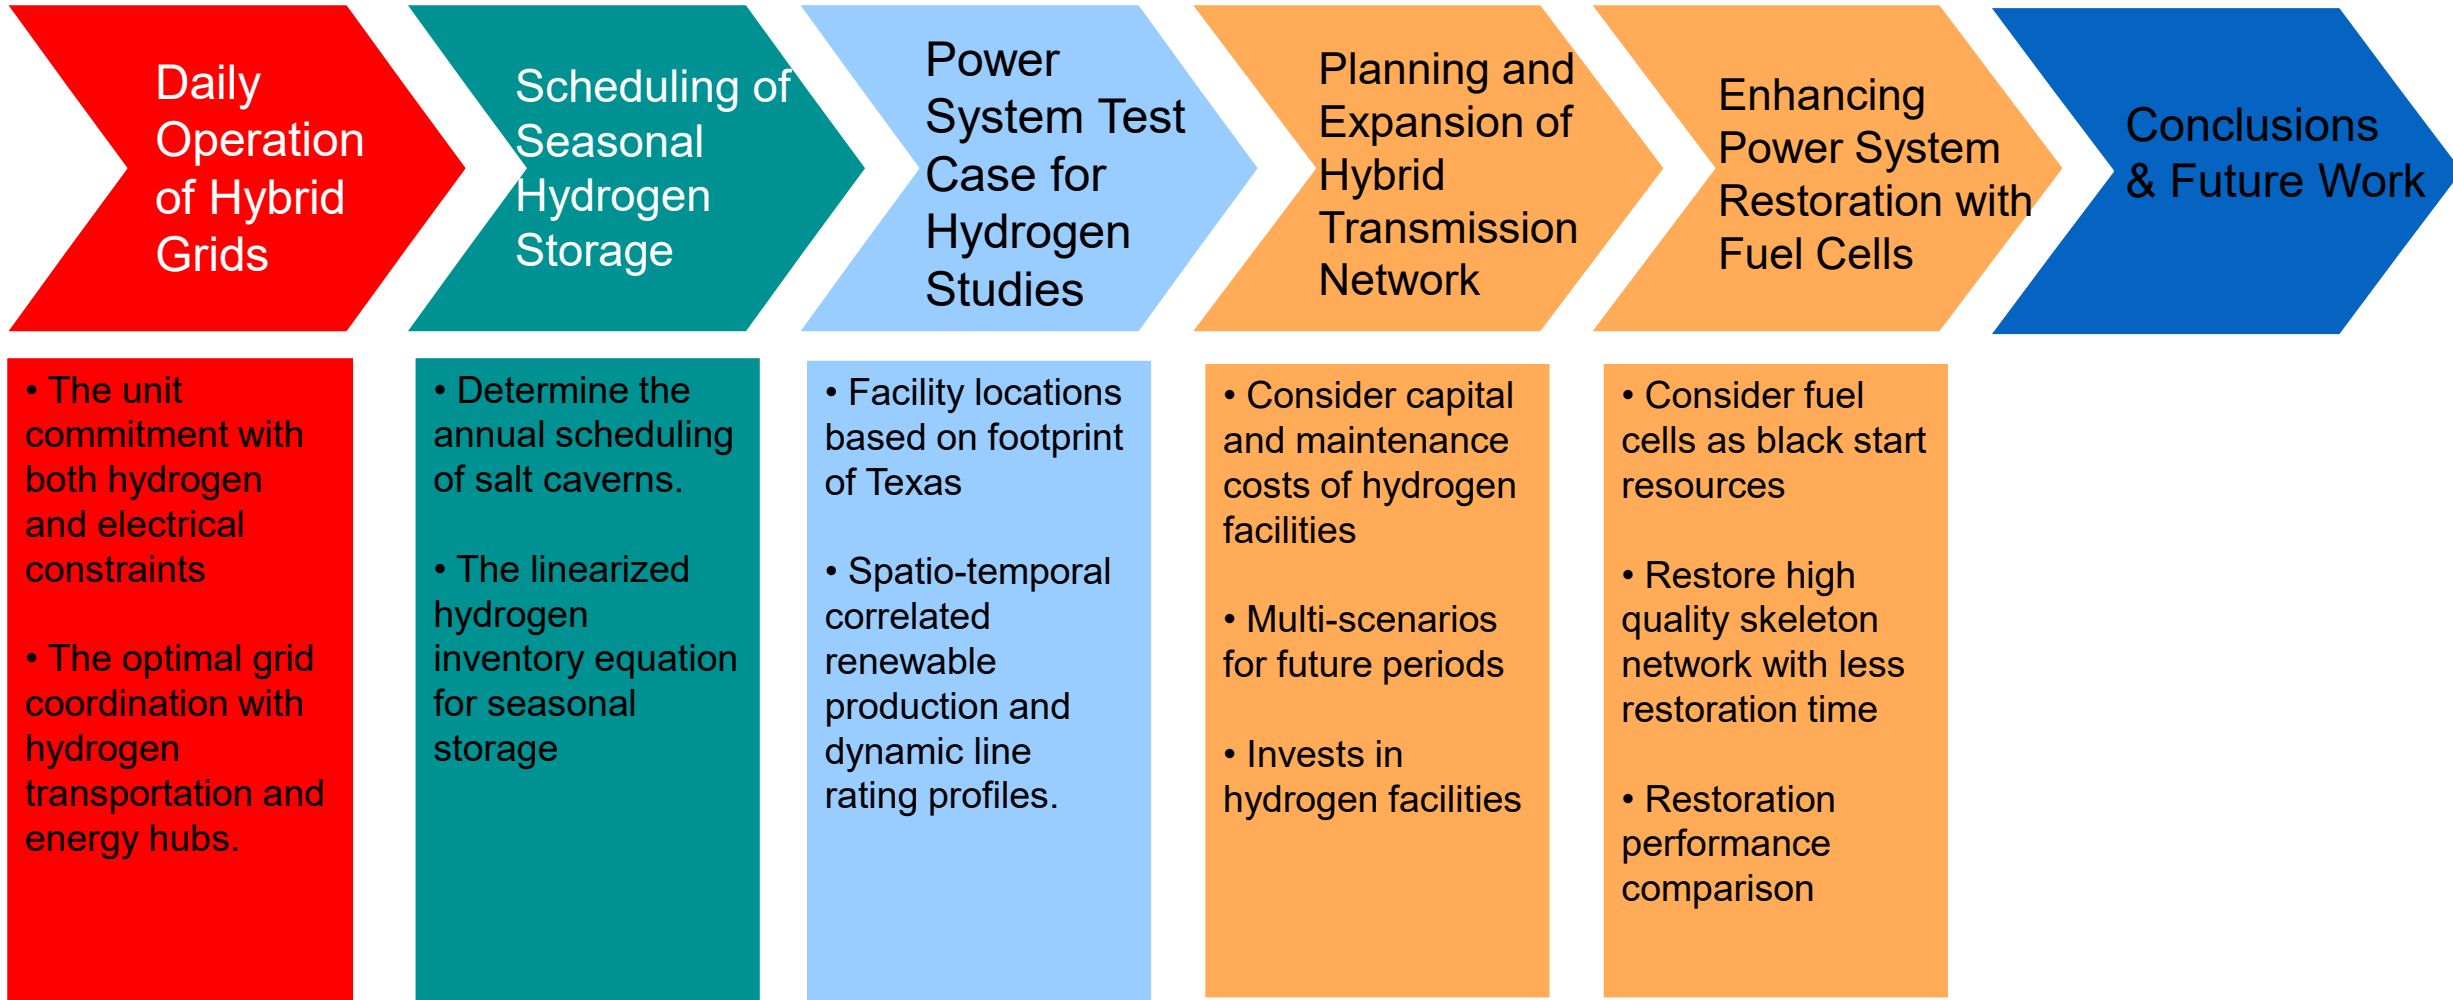 Daily
Operation
of Hybrid
Grids
Scheduling of
Seasonal
Hydrogen
Storage
Power
System Test
Case for
Hydrogen
Studies
Planning and
Expansion of
Hybrid
Transmission
Network
Enhancing
Power System
Restoration with
Fuel Cells
Conclusions
& Future Work
• The unit
commitment with
both hydrogen
and electrical
constraints
• The optimal grid
coordination with
hydrogen
transportation and
energy hubs.
• Determine the
annual scheduling
of salt caverns.
• The linearized
hydrogen
inventory equation
for seasonal
storage
• Facility locations
based on footprint
of Texas
• Spatio-temporal
correlated
renewable
production and
dynamic line
rating profiles.
• Consider capital
and maintenance
costs of hydrogen
facilities
• Multi-scenarios
for future periods
• Invests in
hydrogen facilities
• Consider fuel
cells as black start
resources
• Restore high
quality skeleton
network with less
restoration time
• Restoration
performance
comparison